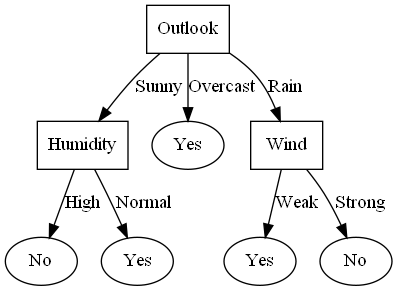 Outlook
Sunny Overcast Rain
Humidity Yes Wind
High Normal Weak Strong
No Yes Yes No